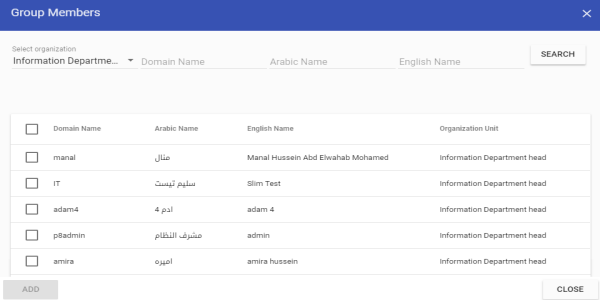 Group Members
Select organization
Information Departme...
Domain Name
Arabic Name
English Name
SEARCH
Domain Name Arabic Name English Name Organization Unit
manal منال Manal Hussein Abd Elwahab Mohamed Information Department head
IT سليم تيست Slim Test Information Department head
adam4 ادم 4 adam 4 Information Department head
p8admin مشرف النظام admin Information Department head
amira اميره amira hussein Information Department head
ADD
CLOSE